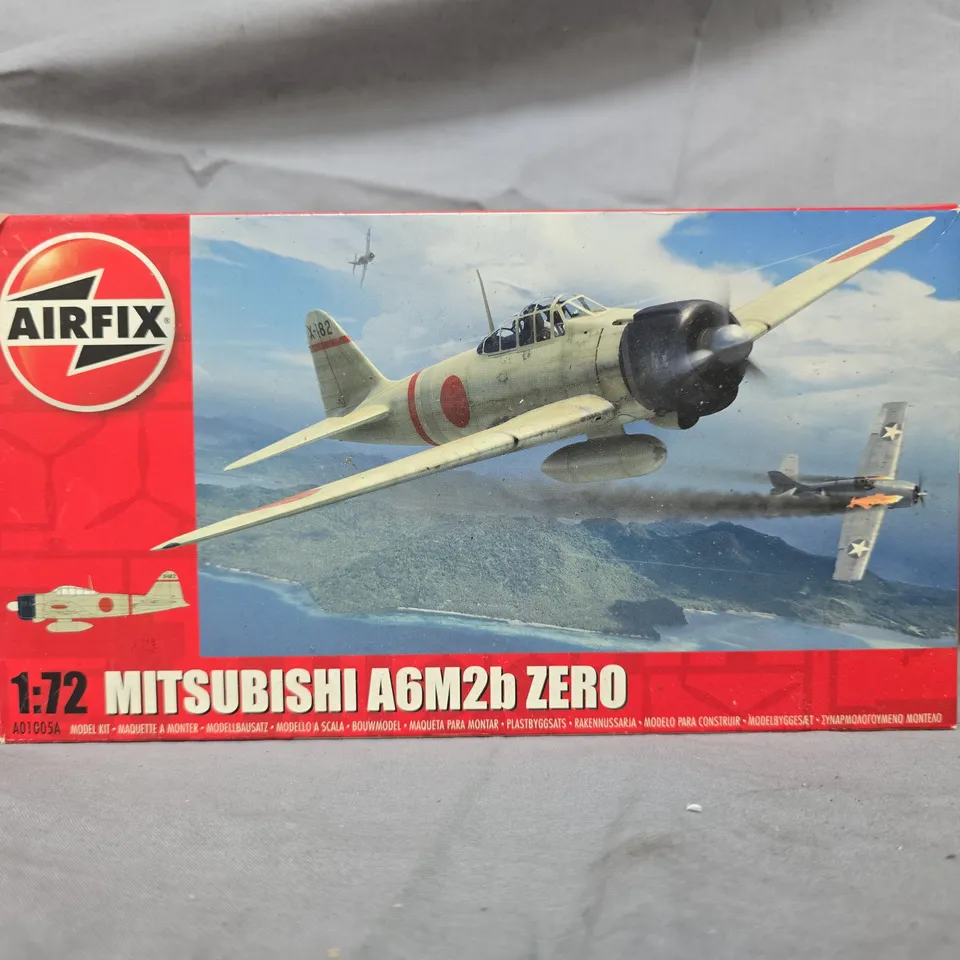 AIRFIX®
X-182
1:72 MITSUBISHI A6M2b ZERO
A01005A MODEL KIT • MAQUETTE A MONTER • MODELLBAUSATZ • MODELLO A SCALA • BOUWMODEL • MAQUETA PARA MONTAR • PLASTBYGGSATS • RAKENNUSSARJA • MODELO PARA CONSTRUIR • MODELBYGGESÆT • ΣΥΝΑΡΜΟΛΟΓΟΥΜΕΝΟ ΜΟΝΤΕΛΟ